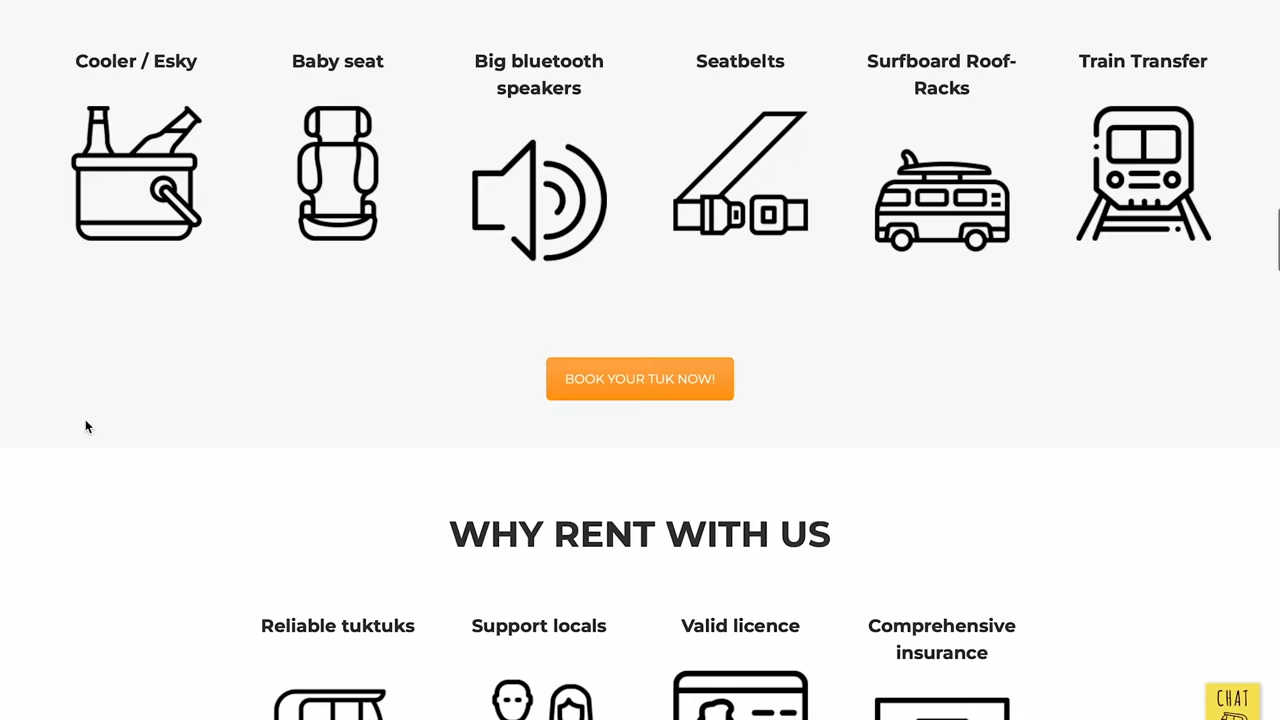 Cooler / Esky
Baby seat
Big bluetooth
speakers
Seatbelts
Surfboard Roof-
Racks
Train Transfer
BOOK YOUR TUK NOW!
WHY RENT WITH US
Reliable tuktuks
Support locals
Valid licence
Comprehensive
insurance
CHAT